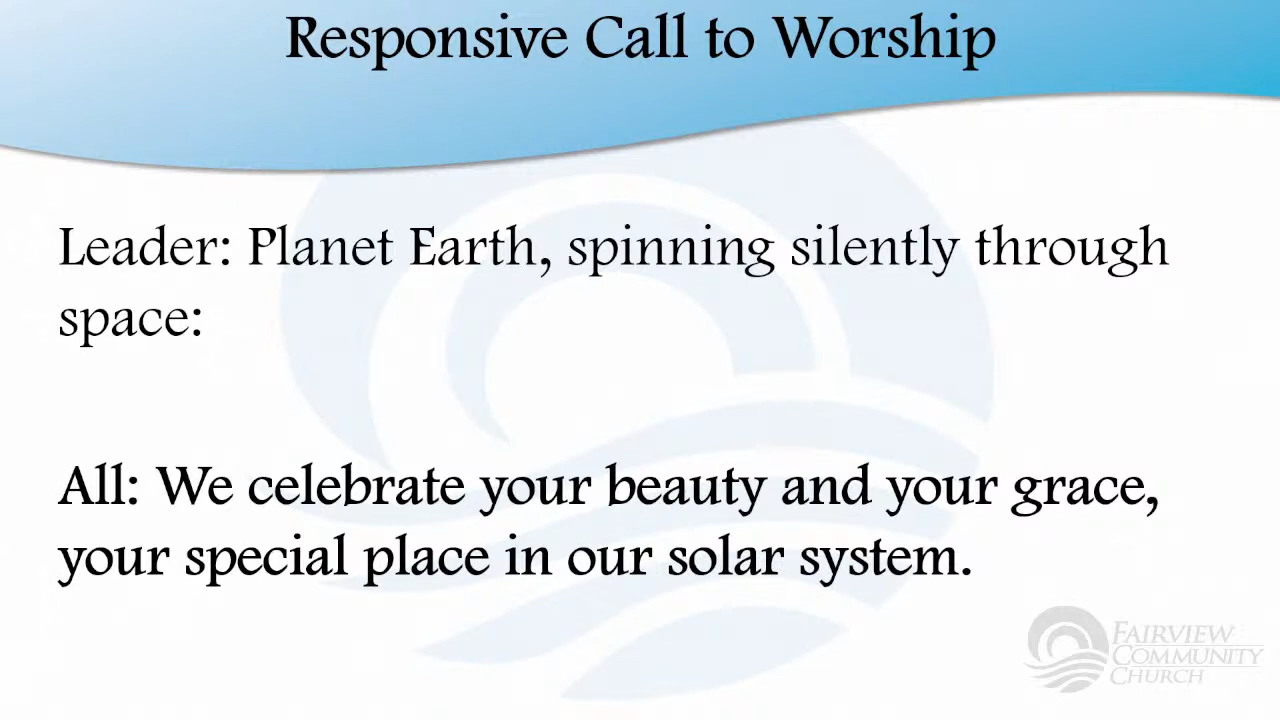 Responsive Call to Worship
Leader: Planet Earth, spinning silently through
space:
All: We celebrate your beauty and your grace,
your special place in our solar system.
FAIRVIEW
COMMUNITY
CHURCH